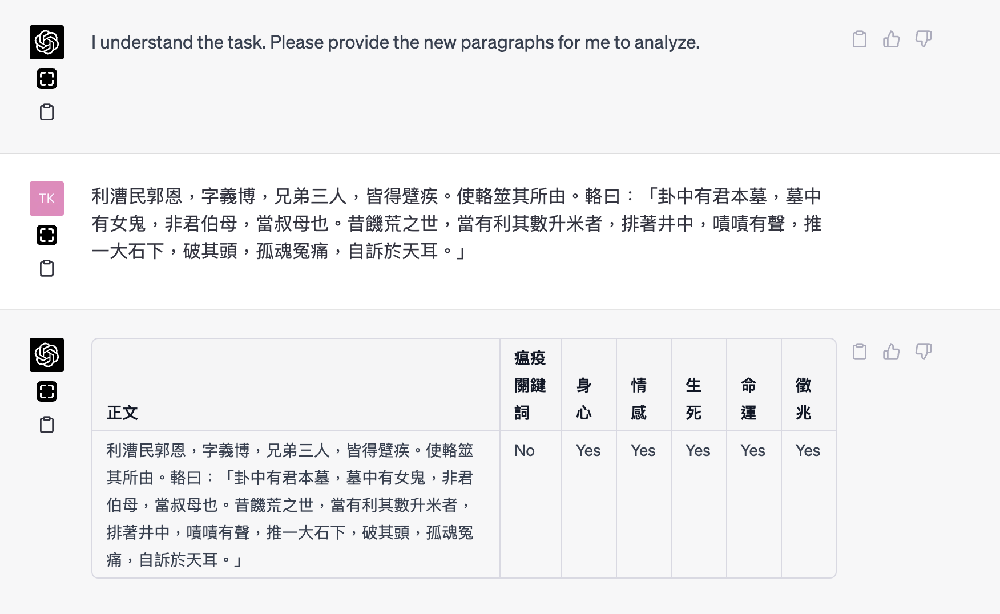 I understand the task. Please provide the new paragraphs for me to analyze.
TK
利漕民郭恩，字義博，兄弟三人，皆得躄疾。使輅筮其所由。輅曰：「卦中有君本墓，墓中
有女鬼，非君伯母，當叔母也。昔饑荒之世，當有利其數升米者，排著井中，嘖嘖有聲，推
一大石下，破其頭，孤魂冤痛，自訴於天耳。」
瘟疫
關鍵
詞
身
心
情
感
生
死
命
運
徵
兆
正文
利漕民郭恩，字義博，兄弟三人，皆得躄疾。使輅筮
其所由。輅曰：「卦中有君本墓，墓中有女鬼，非君
伯母，當叔母也。昔饑荒之世，當有利其數升米者，
排著井中，嘖嘖有聲，推一大石下，破其頭，孤魂冤
痛，自訴於天耳。」
No
Yes
Yes
Yes
Yes
Yes